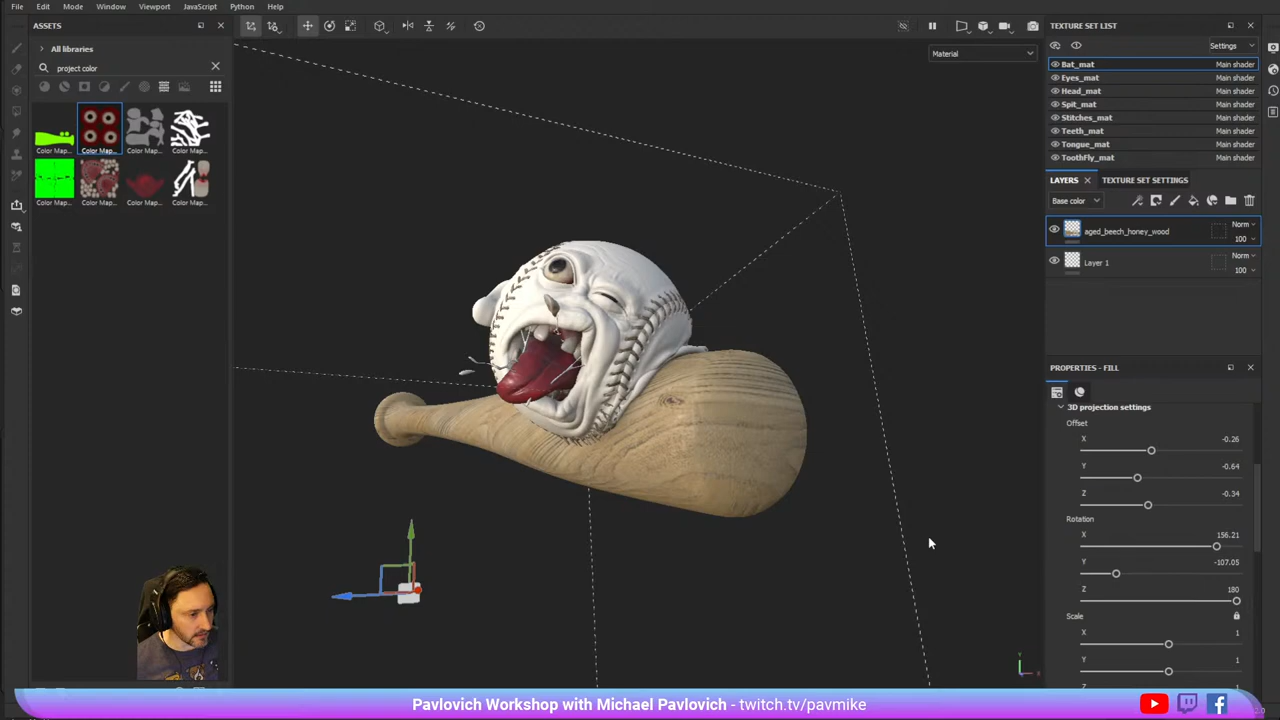 File Edit Mode Window Viewport JavaScript Python Help
ASSETS
All libraries
project color
Color Map... Color Map... Color Map... Color Map...
Color Map... Color Map... Color Map... Color Map...
Material
TEXTURE SET LIST
Settings
Bat_mat Main shader
Eyes_mat Main shader
Head_mat Main shader
Spit_mat Main shader
Stitches_mat Main shader
Teeth_mat Main shader
Tongue_mat Main shader
ToothFly_mat Main shader
LAYERS TEXTURE SET SETTINGS
Base color
aged_beech_honey_wood Norm
100
Layer 1 Norm
100
PROPERTIES - FILL
3D projection settings
Offset
X -0.26
Y -0.64
Z -0.34
Rotation
X 156.21
Y -107.05
Z 180
Scale
X 1
Y 1
Pavlovich Workshop with Michael Pavlovich - twitch.tv/pavmike